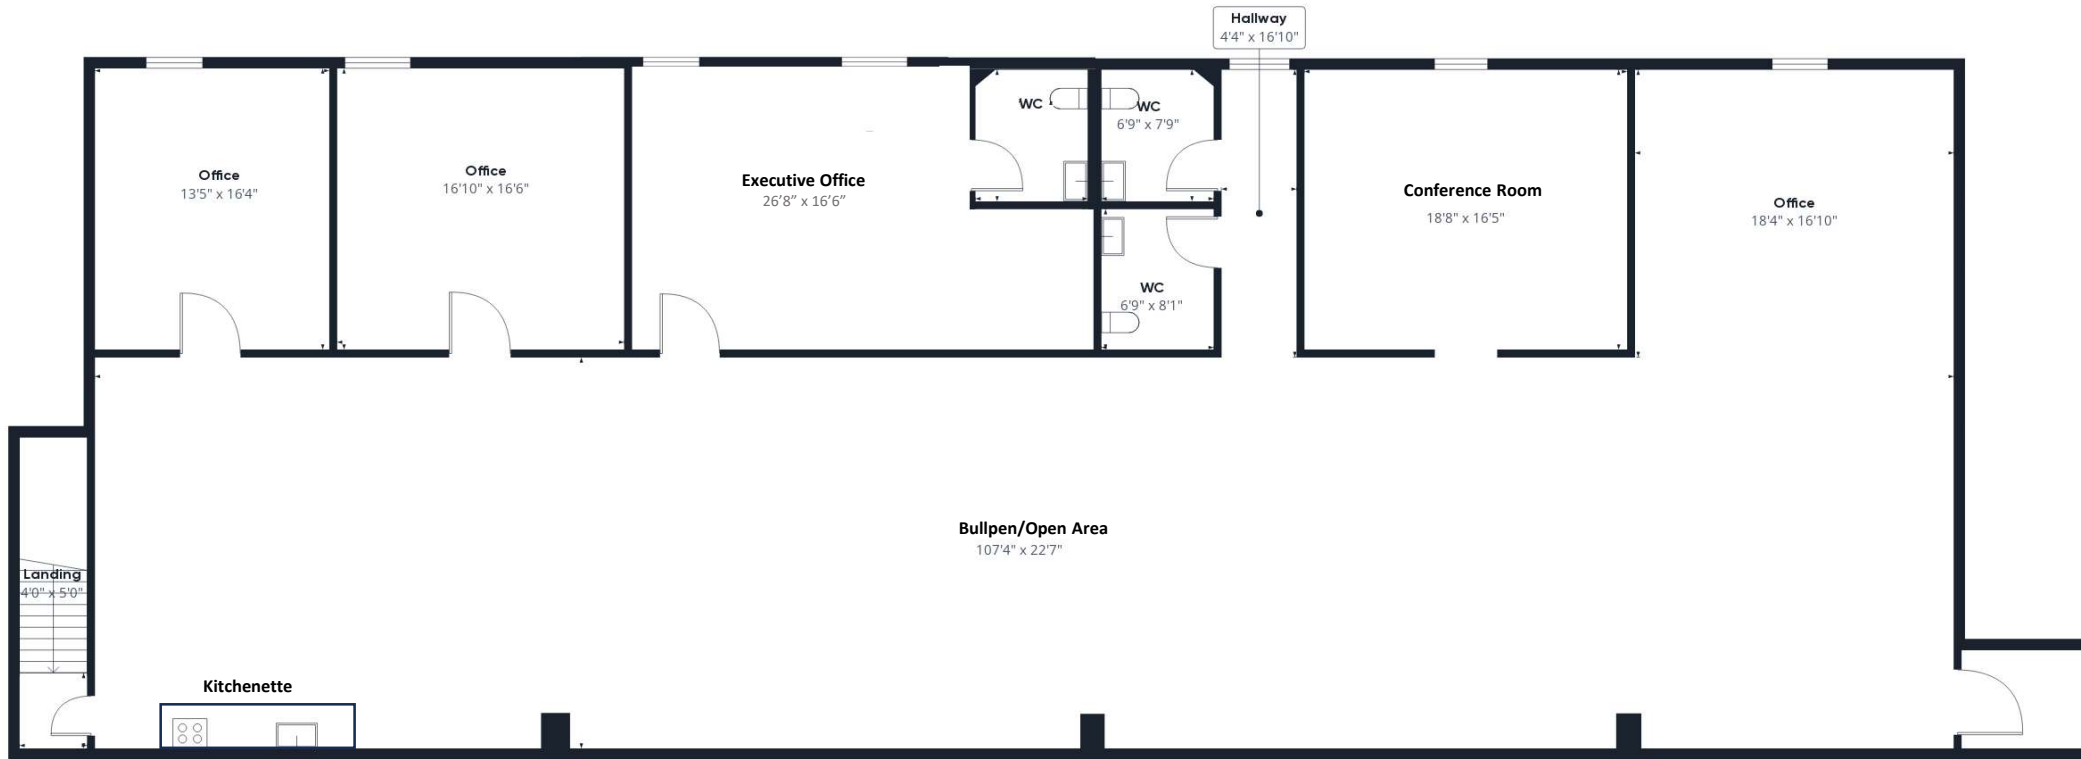 Hallway
4'4" x 16'10"
WC
WC
6'9" x 7'9"
Office
13'5" x 16'4"
Office
16'10" x 16'6"
Executive Office
26’8” x 16’6”
Conference Room
18'8" x 16'5"
Office
18'4" x 16'10"
WC
6'9" x 8'1"
Bullpen/Open Area
107'4" x 22'7"
Landing
4'0" x 5'0"
Kitchenette